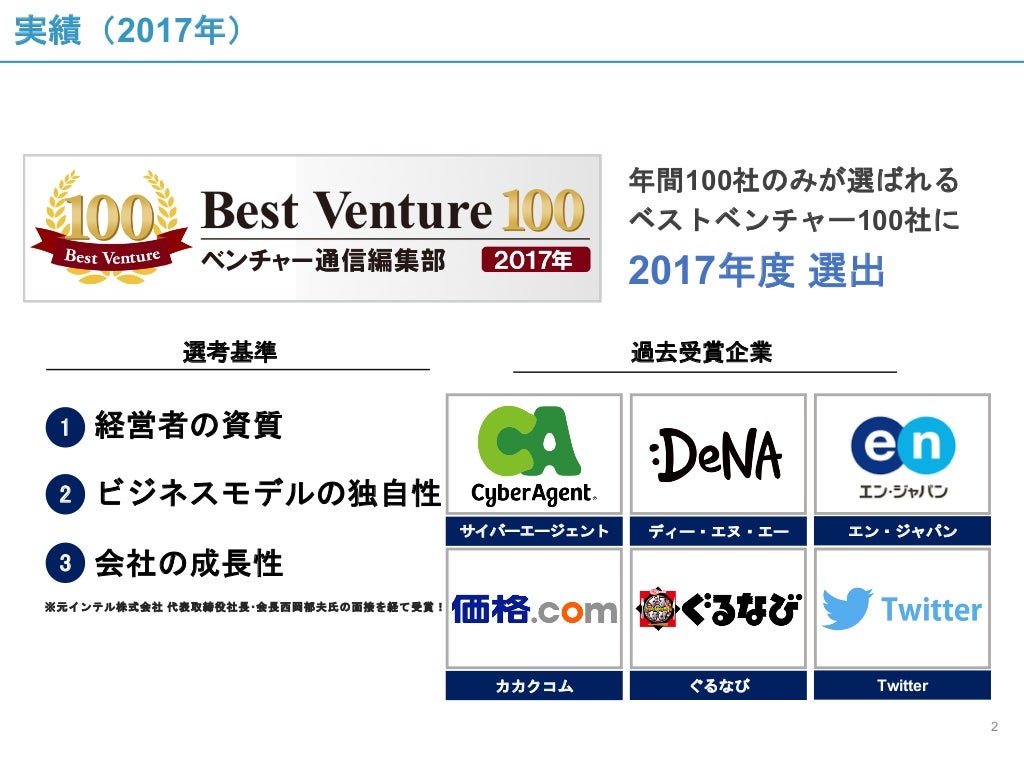 実績（2017年）
100
Best Venture
Best Venture 100
ベンチャー通信編集部
2017年
年間100社のみが選ばれる
ベストベンチャー100社に
2017年度 選出
選考基準
1 経営者の資質
2 ビジネスモデルの独自性
3 会社の成長性
※元インテル株式会社 代表取締役社長・会長西岡郁夫氏の面接を経て受賞！
過去受賞企業
CA
CyberAgent®
サイバーエージェント
:DeNA
ディー・エヌ・エー
en
エン・ジャパン
エン・ジャパン
価格.com
カカクコム
ぐるなび
ぐるなび
Twitter
Twitter
2